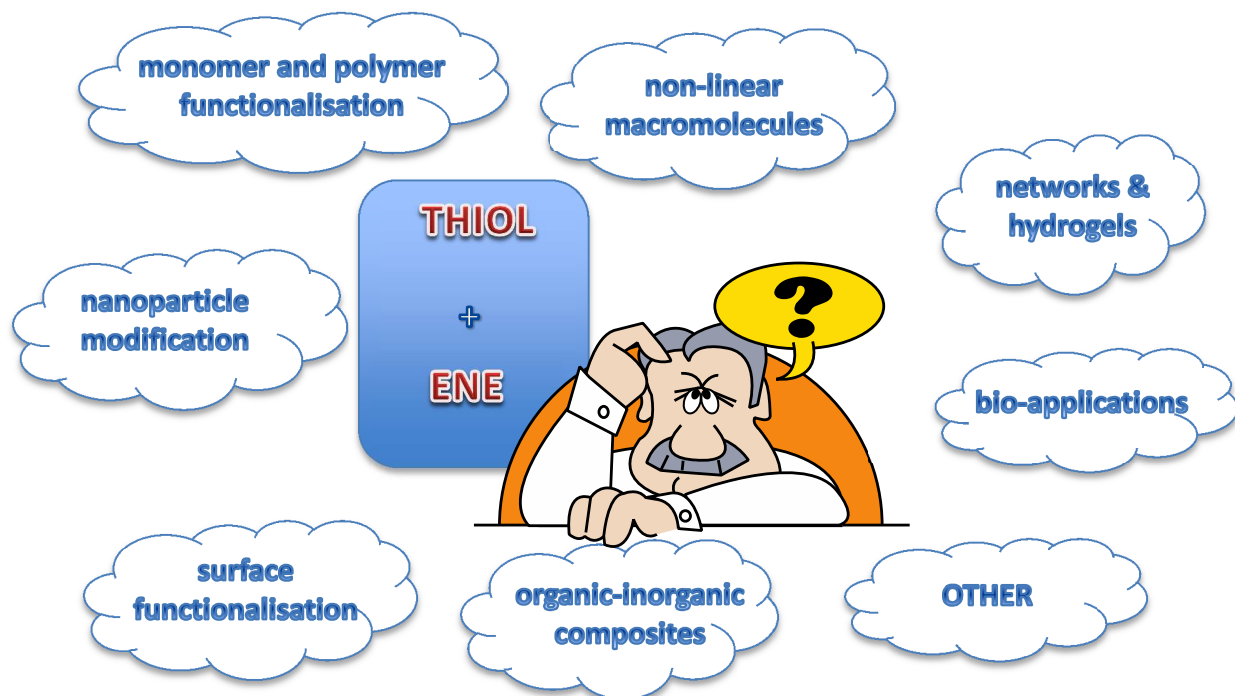 monomer and polymer
functionalisation
non-linear
macromolecules
networks &
hydrogels
THIOL
+
ENE
?
nanoparticle
modification
bio-applications
surface
functionalisation
organic-inorganic
composites
OTHER